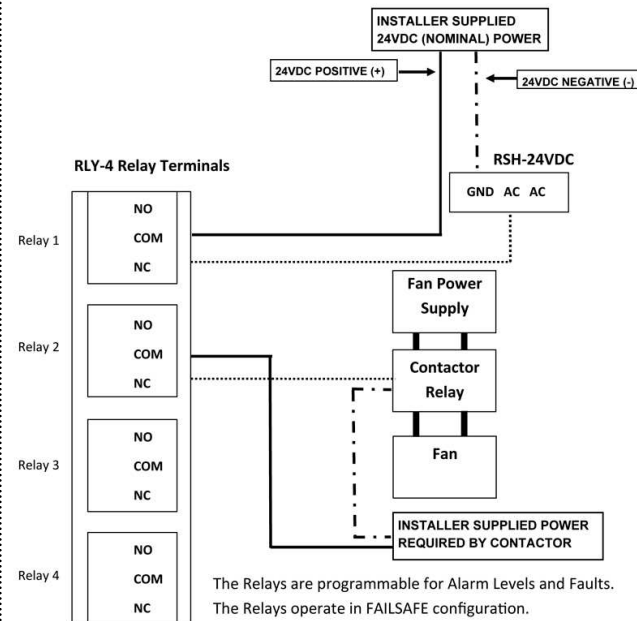 INSTALLER SUPPLIED
24VDC (NOMINAL) POWER
24VDC POSITIVE (+)
24VDC NEGATIVE (-)
RLY-4 Relay Terminals
RSH-24VDC
GND AC AC
Relay 1
NO
COM
NC
Relay 2
NO
COM
NC
Fan Power
Supply
Contactor
Relay
Fan
Relay 3
NO
COM
NC
INSTALLER SUPPLIED POWER
REQUIRED BY CONTACTOR
Relay 4
NO
COM
NC
The Relays are programmable for Alarm Levels and Faults.
The Relays operate in FAILSAFE configuration.